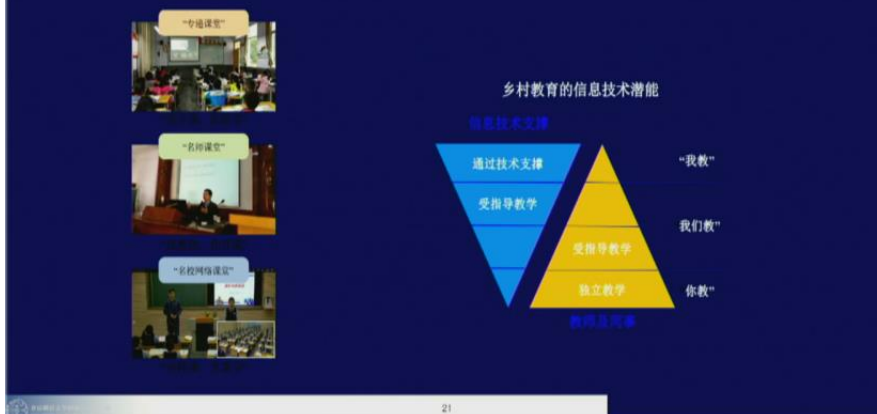 “专递课堂”
“名师课堂”
“名校网络课堂”
乡村教育的信息技术潜能
信息技术支撑
通过技术支撑
受指导教学
受指导教学
独立教学
“我教”
我们教”
你教”
教师及同事
21